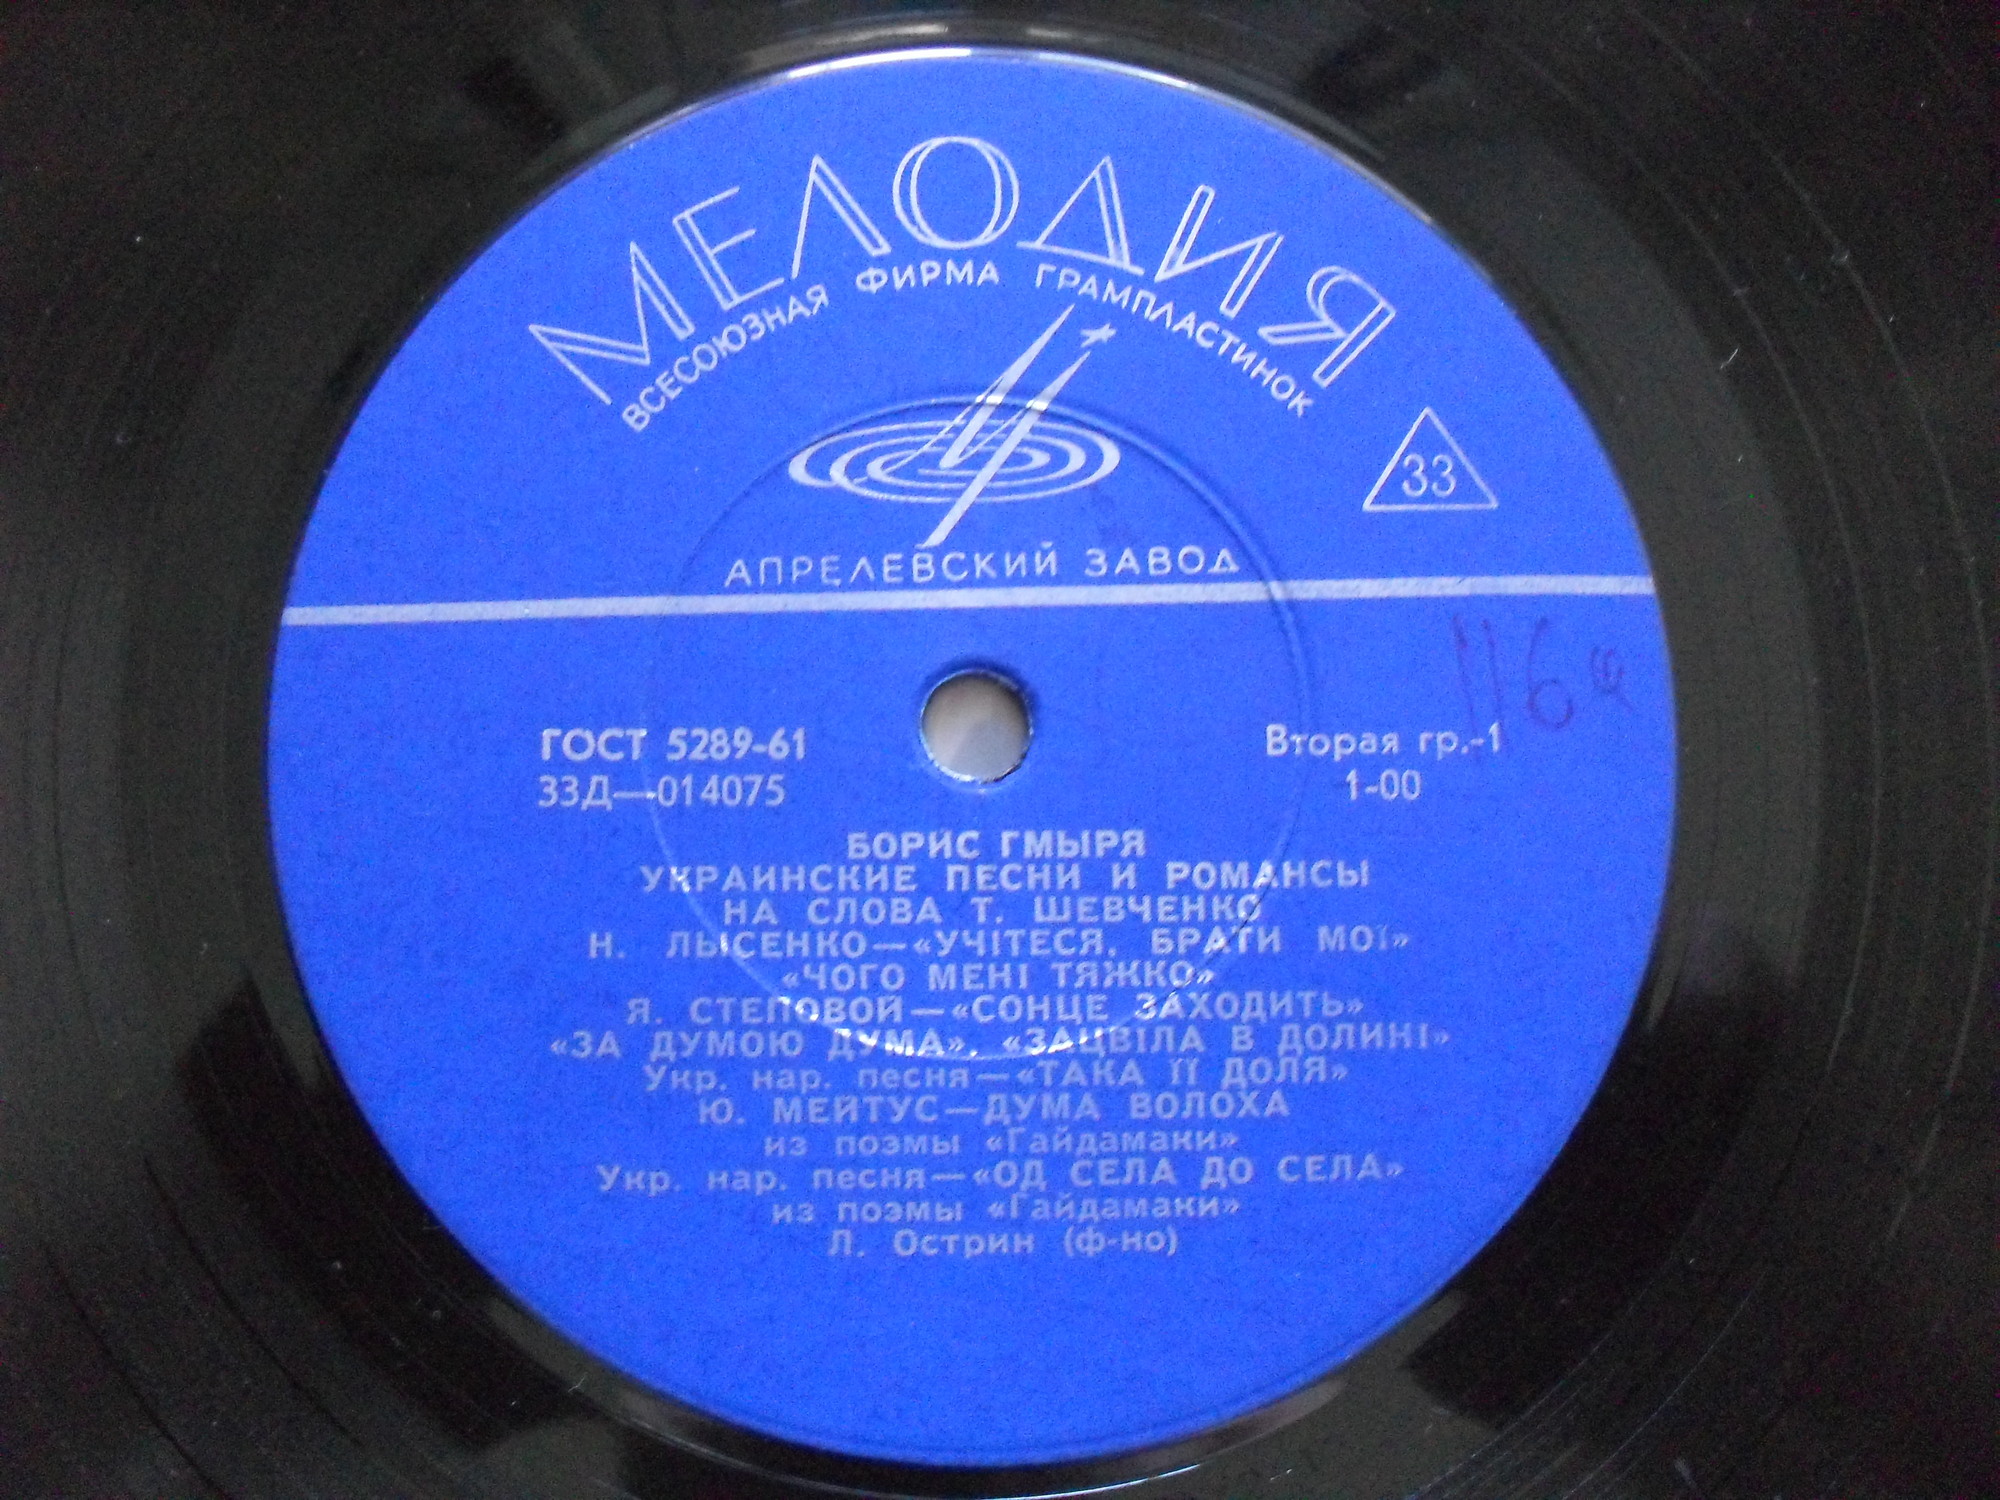 МЕЛОДИЯ
ВСЕСОЮЗНАЯ ФИРМА ГРАМПЛАСТИНОК
33
АПРЕЛЕВСКИЙ ЗАВОД
116
ГОСТ 5289-61
Вторая гр.-1
33Д—014075
1-00
БОРИС ГМЫРЯ
УКРАИНСКИЕ ПЕСНИ И РОМАНСЫ
НА СЛОВА Т. ШЕВЧЕНКО
Н. ЛЫСЕНКО—«УЧІТЕСЯ, БРАТИ МОЇ»
«ЧОГО МЕНІ ТЯЖКО»
Я. СТЕПОВОЙ—«СОНЦЕ ЗАХОДИТЬ»
«ЗА ДУМОЮ ДУМА», «ЗАЦВІЛА В ДОЛИНІ»
Укр. нар. песня—«ТАКА ЇЇ ДОЛЯ»
Ю. МЕЙТУС—ДУМА ВОЛОХА
из поэмы «Гайдамаки»
Укр. нар. песня—«ОД СЕЛА ДО СЕЛА»
из поэмы «Гайдамаки»
Л. Острин (ф-но)